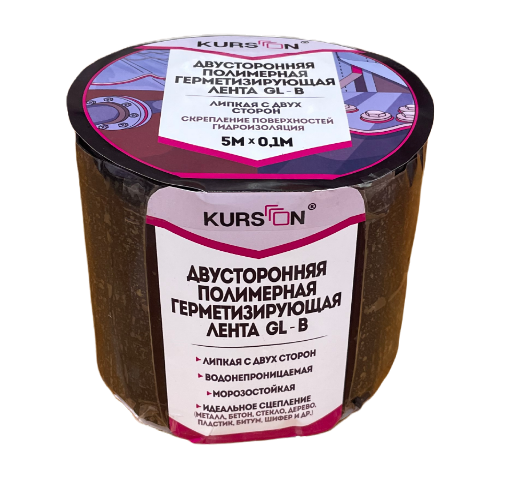 KURSON®
ДВУСТОРОННЯЯ
ПОЛИМЕРНАЯ
ГЕРМЕТИЗИРУЮЩАЯ
ЛЕНТА GL-B
ЛИПКАЯ С ДВУХ
СТОРОН
СКРЕПЛЕНИЕ ПОВЕРХНОСТЕЙ
ГИДРОИЗОЛЯЦИЯ
5М x 0,1М
KURSON®
ДВУСТОРОННЯЯ
ПОЛИМЕРНАЯ
ГЕРМЕТИЗИРУЮЩАЯ
ЛЕНТА GL-B
ЛИПКАЯ С ДВУХ СТОРОН
ВОДОНЕПРОНИЦАЕМАЯ
МОРОЗОСТОЙКАЯ
ИДЕАЛЬНОЕ СЦЕПЛЕНИЕ
(МЕТАЛЛ, БЕТОН, СТЕКЛО, ДЕРЕВО,
ПЛАСТИК, БИТУМ, ШИФЕР И ДР.)